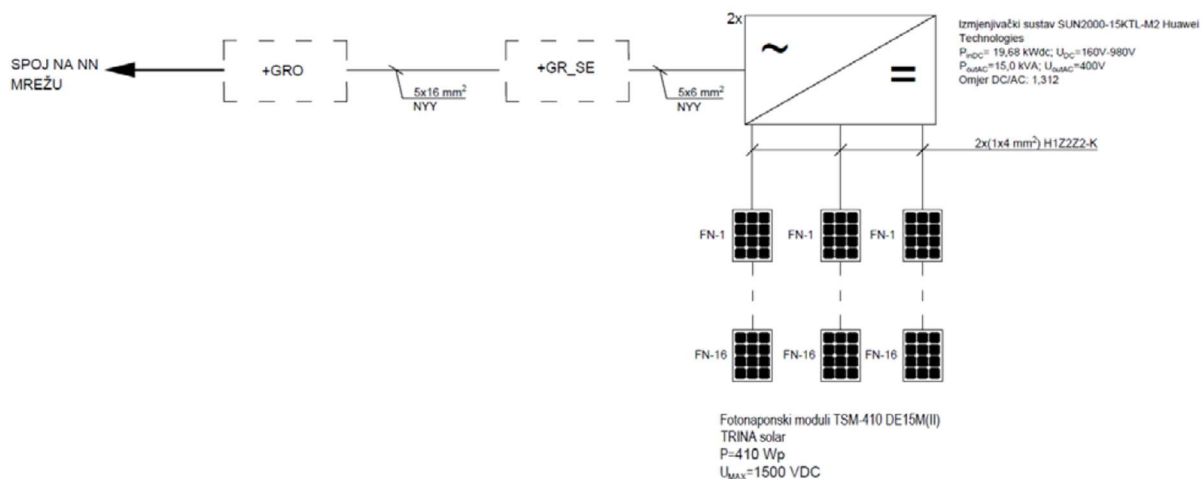 SPOJ NA NN
MREŽU
+GRO
5x16 mm²
NYY
+GR_SE
5x6 mm²
NYY
2x
~
=
Izmjenjivački sustav SUN2000-15KTL-M2 Huawei
Technologies
PinDC= 19,68 kWdc; UDC=160V-980V
PoutAC=15,0 kVA; UoutAC=400V
Omjer DC/AC: 1,312
2x(1x4 mm²) H1Z2Z2-K
FN-1 FN-1 FN-1
FN-16 FN-16 FN-16
Fotonaponski moduli TSM-410 DE15M(II)
TRINA solar
P=410 Wp
UMAX=1500 VDC